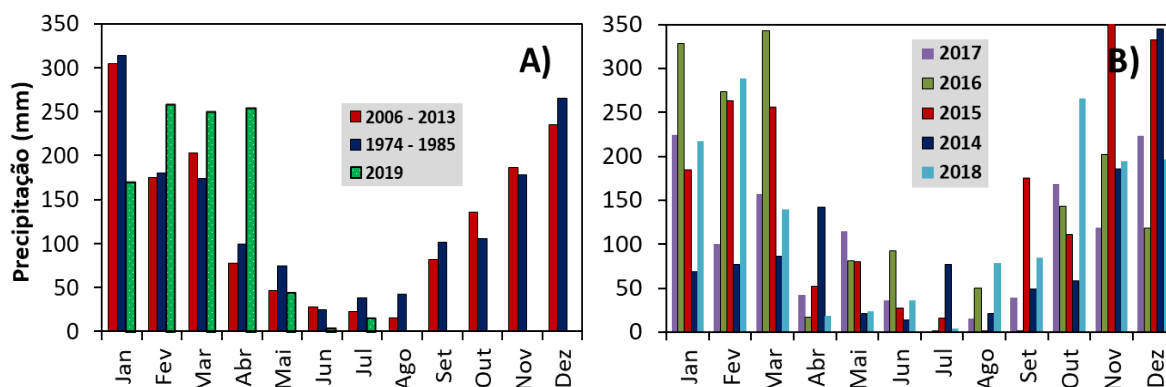 Precipitação (mm)
350
300
250
200
150
100
50
0
A)
2006 - 2013
1974 - 1985
2019
Jan
Fev
Mar
Abr
Mai
Jun
Jul
Ago
Set
Out
Nov
Dez
350
300
250
200
150
100
50
0
B)
2017
2016
2015
2014
2018
Jan
Fev
Mar
Abr
Mai
Jun
Jul
Ago
Set
Out
Nov
Dez